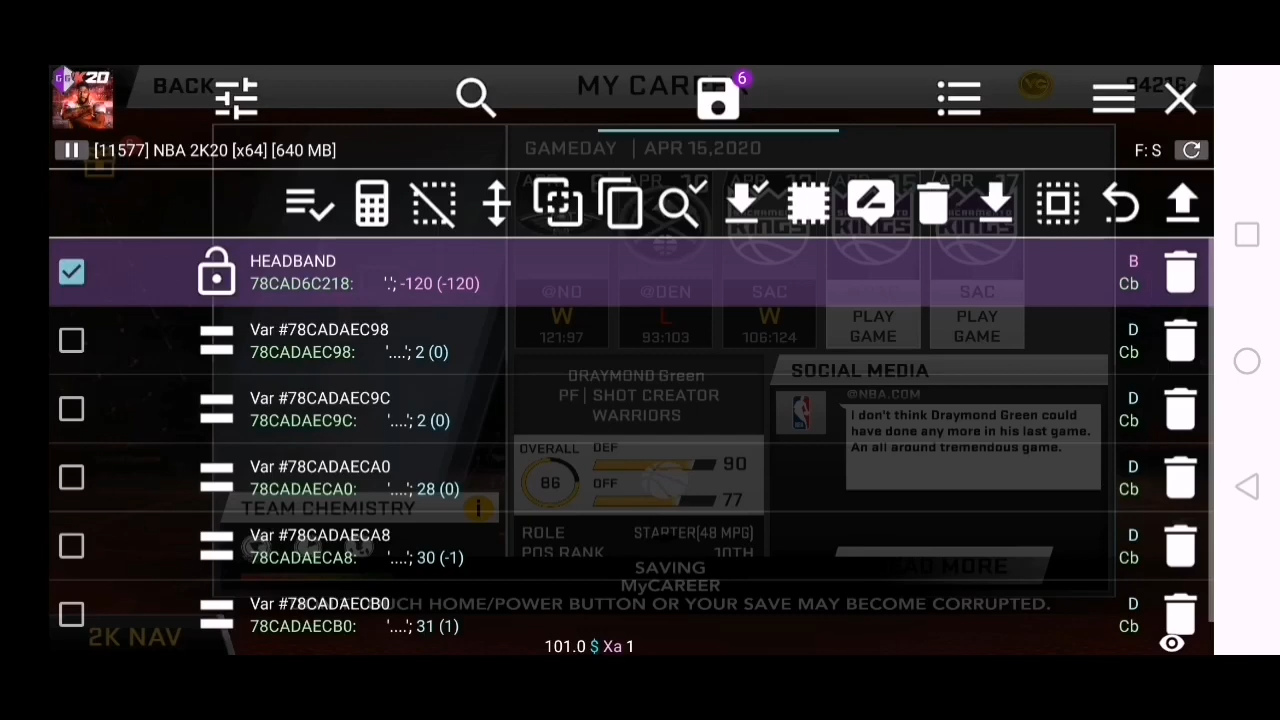 K20
BACK
MY CAREER
6
94216
[11577] NBA 2K20 [x64] [640 MB]
F: S
GAMEDAY | APR 15,2020
HEADBAND
78CAD6C218: '.'; -120 (-120)
B
Cb
@NO
@DEN
SAC
SAC
W
L
W
PLAY GAME
PLAY GAME
121:97
93:103
106:124
Var #78CADAEC98
78CADAEC98: '....'; 2 (0)
D
Cb
DRAYMOND Green
PF | SHOT CREATOR
WARRIORS
SOCIAL MEDIA
@NBA.COM
I don't think Draymond Green could
have done any more in his last game.
An all around tremendous game.
Var #78CADAEC9C
78CADAEC9C: '....'; 2 (0)
D
Cb
OVERALL
86
DEF
90
OFF
77
Var #78CADAECA0
78CADAECA0: '....'; 28 (0)
D
Cb
TEAM CHEMISTRY
ROLE
STARTER(48 MPG)
POS RANK
10TH
Var #78CADAECA8
78CADAECA8: '....'; 30 (-1)
D
Cb
SAVING
MyCAREER
MORE
Var #78CADAECB0
78CADAECB0: '....'; 31 (1)
D
Cb
UCH HOME/POWER BUTTON OR YOUR SAVE MAY BECOME CORRUPTED.
2K NAV
101.0 $ Xa 1